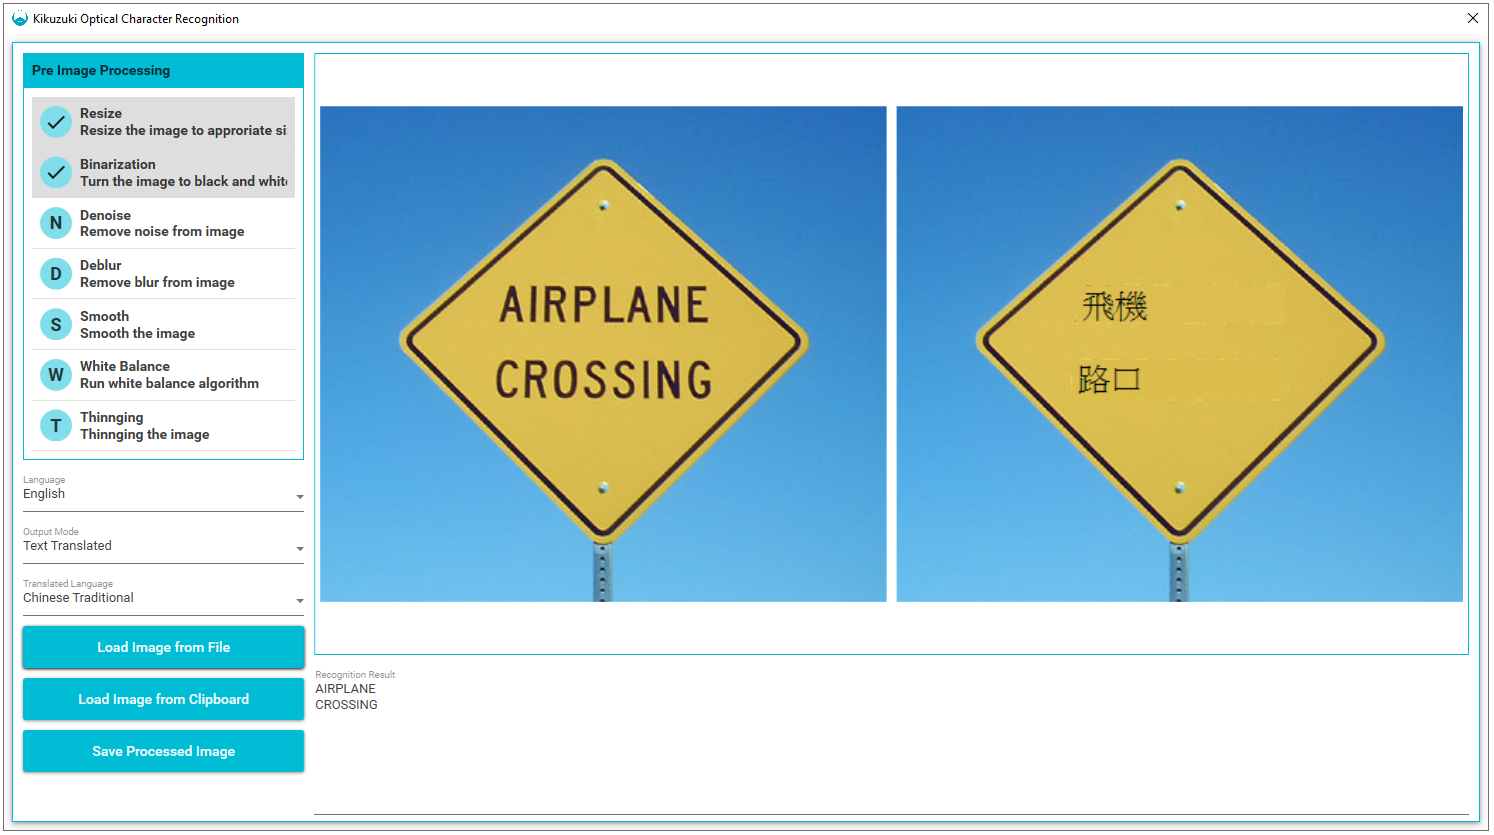 Kikuzuki Optical Character Recognition
Pre Image Processing
Resize
Resize the image to approriate si
Binarization
Turn the image to black and white
N
Denoise
Remove noise from image
D
Deblur
Remove blur from image
S
Smooth
Smooth the image
W
White Balance
Run white balance algorithm
T
Thinnging
Thinnging the image
Language
English
Output Mode
Text Translated
Translated Language
Chinese Traditional
Load Image from File
Load Image from Clipboard
Save Processed Image
AIRPLANE
CROSSING
飛機
路口
Recognition Result
AIRPLANE
CROSSING